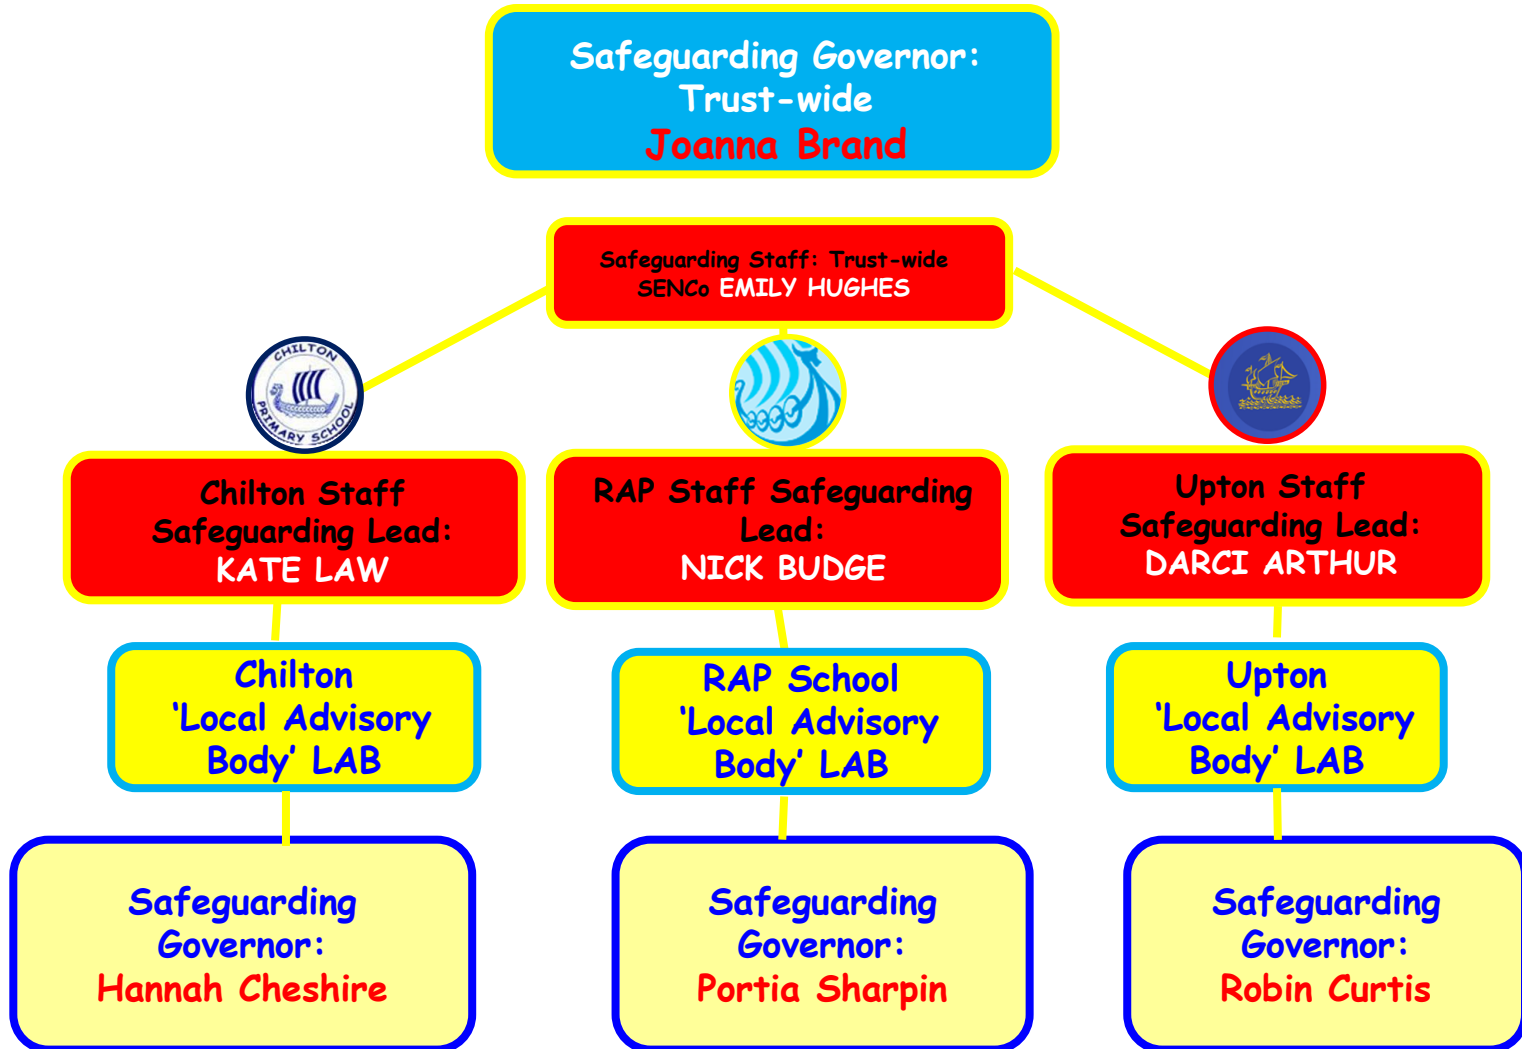 Safeguarding Governor:
Trust-wide
Joanna Brand
Safeguarding Staff: Trust-wide
SENCo EMILY HUGHES
CHILTON
PRIMARY SCHOOL
Chilton Staff
Safeguarding Lead:
KATE LAW
RAP Staff Safeguarding
Lead:
NICK BUDGE
Upton Staff
Safeguarding Lead:
DARCI ARTHUR
Chilton
‘Local Advisory
Body’ LAB
RAP School
‘Local Advisory
Body’ LAB
Upton
‘Local Advisory
Body’ LAB
Safeguarding
Governor:
Hannah Cheshire
Safeguarding
Governor:
Portia Sharpin
Safeguarding
Governor:
Robin Curtis